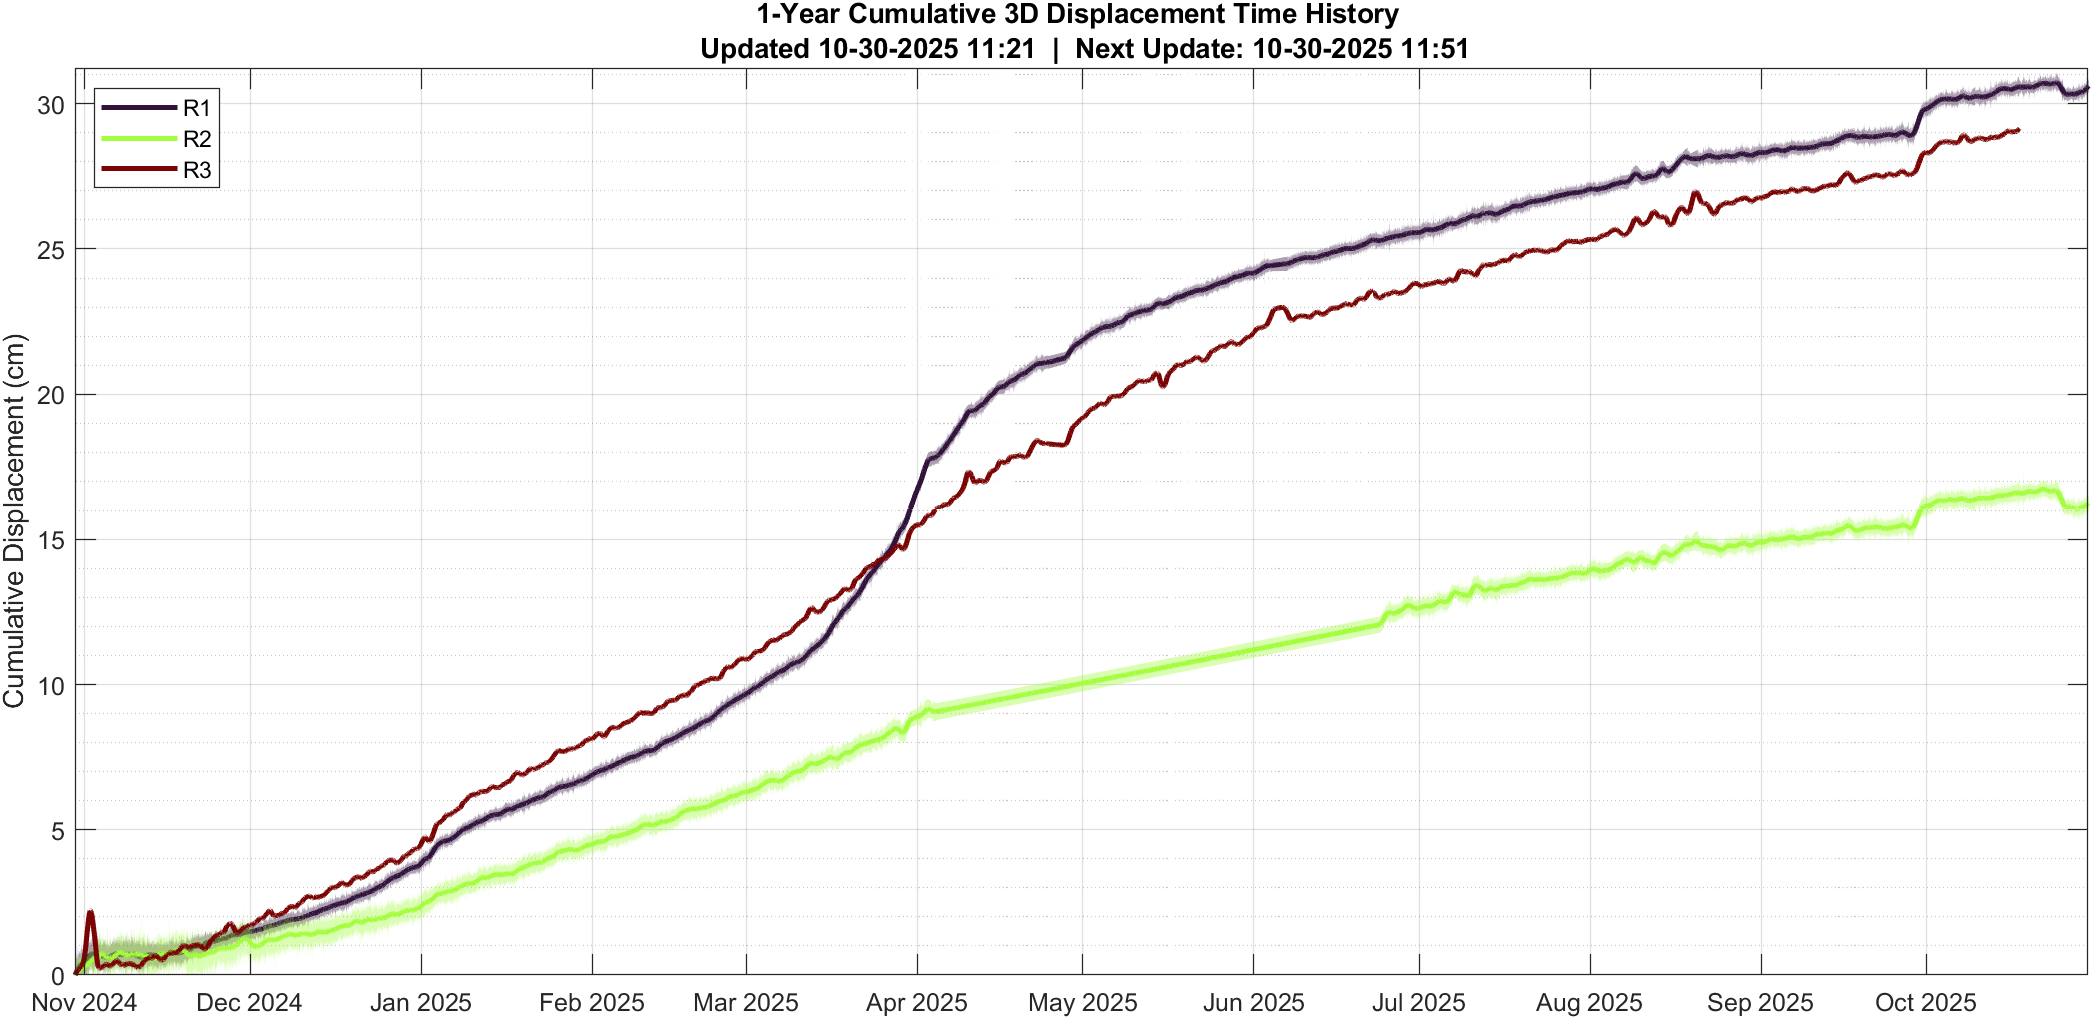 1-Year Cumulative 3D Displacement Time History
Updated 10-30-2025 11:21 | Next Update: 10-30-2025 11:51
R1
R2
R3
Cumulative Displacement (cm)
30
25
20
15
10
5
0
Nov 2024 Dec 2024 Jan 2025 Feb 2025 Mar 2025 Apr 2025 May 2025 Jun 2025 Jul 2025 Aug 2025 Sep 2025 Oct 2025